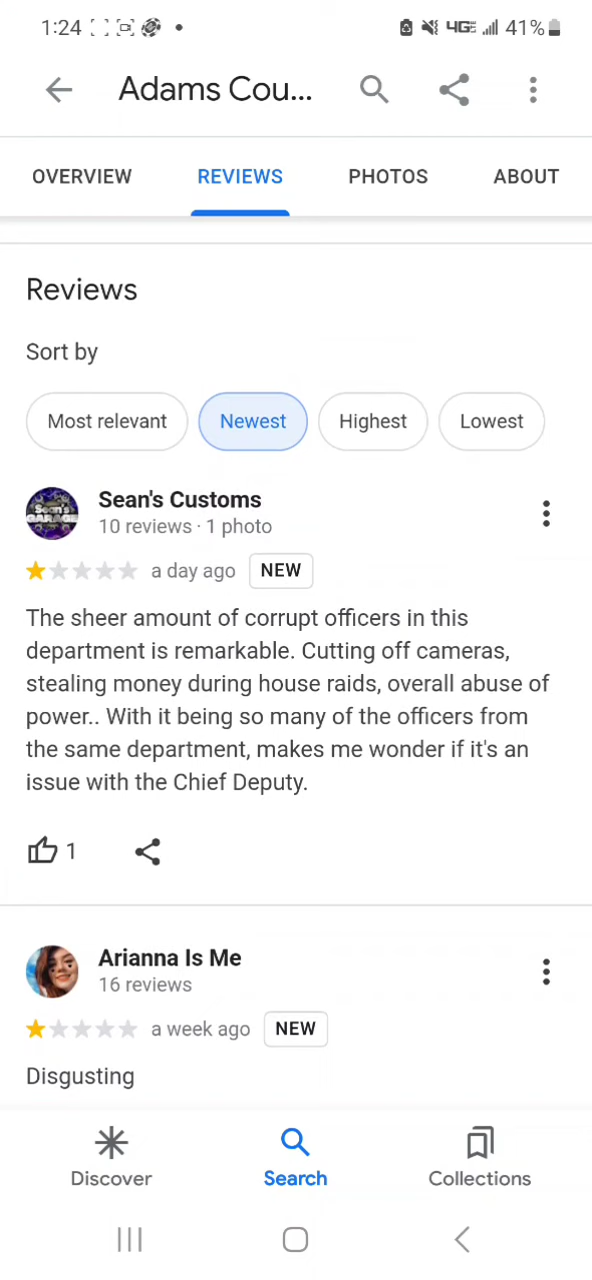 1:24 4GE 41%
Adams Cou...
OVERVIEW REVIEWS PHOTOS ABOUT
Reviews
Sort by
Most relevant Newest Highest Lowest
Sean's Customs
10 reviews · 1 photo
a day ago NEW
The sheer amount of corrupt officers in this
department is remarkable. Cutting off cameras,
stealing money during house raids, overall abuse of
power.. With it being so many of the officers from
the same department, makes me wonder if it's an
issue with the Chief Deputy.
1
Arianna Is Me
16 reviews
a week ago NEW
Disgusting
Discover Search Collections